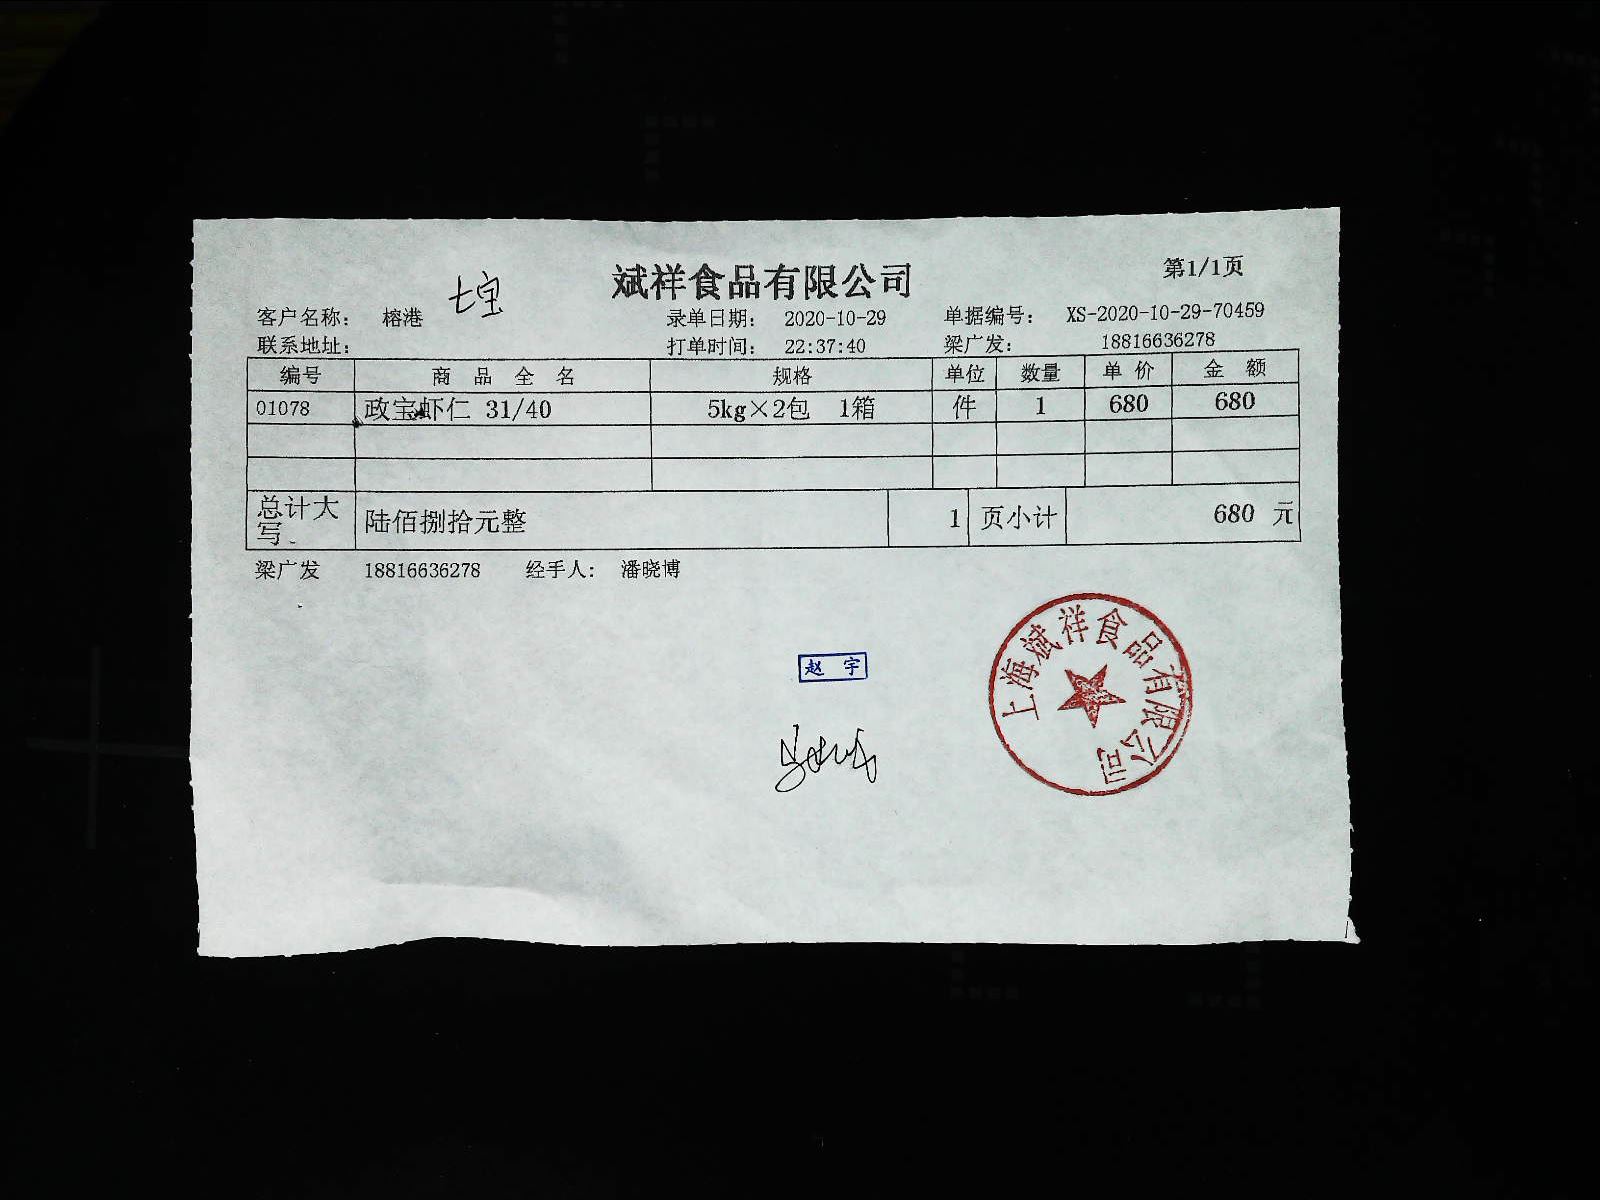 斌祥食品有限公司
第1/1页
七宝
客户名称： 榕港 录单日期： 2020-10-29 单据编号： XS-2020-10-29-70459
联系地址： 打单时间： 22:37:40 梁广发： 18816636278
编号 商 品 全 名 规格 单位 数量 单 价 金 额
01078 政宝虾仁 31/40 5kg×2包 1箱 件 1 680 680
总计大写 陆佰捌拾元整 1 页小计 680 元
梁广发 18816636278 经手人： 潘晓博
上海斌祥食品有限公司
赵 宇